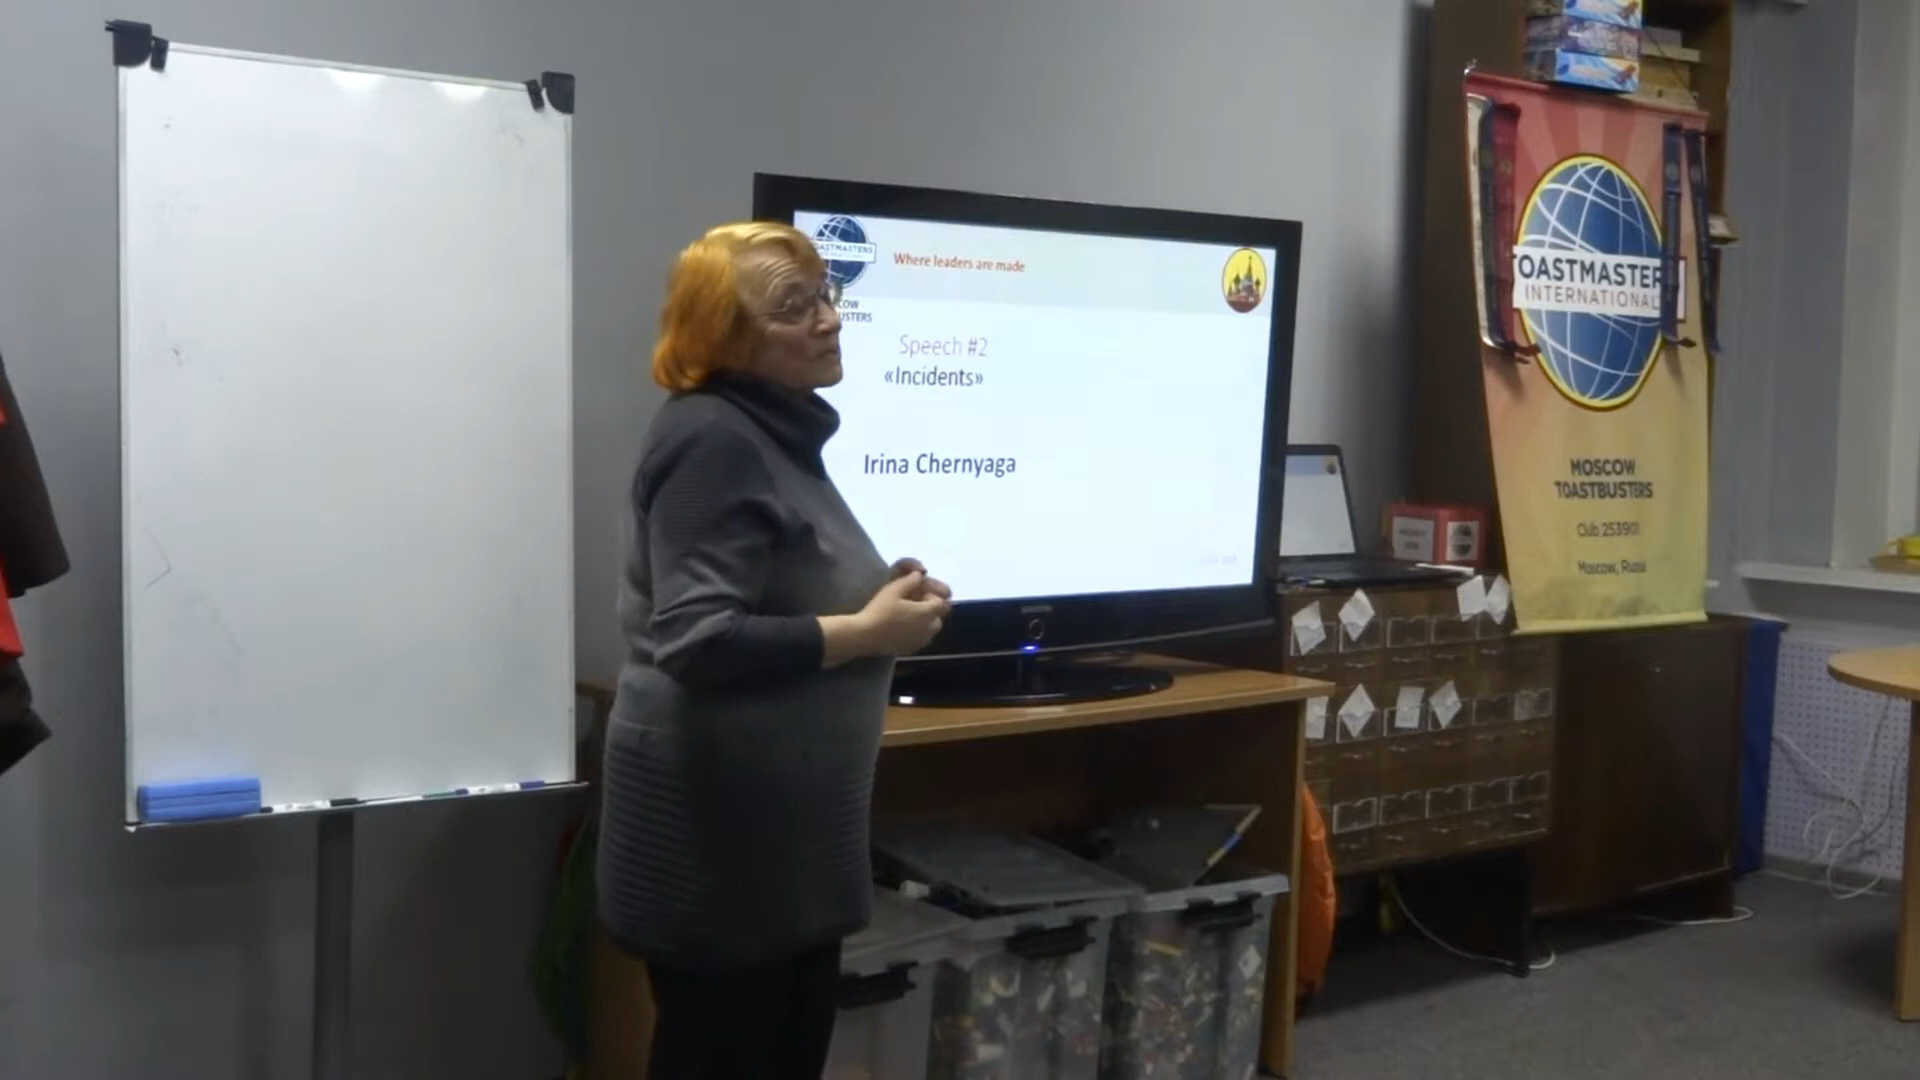 Where leaders are made
Speech #2
«Incidents»
Irina Chernyaga
TOASTMASTERS
INTERNATIONAL
MOSCOW
TOASTBUSTERS
Club 253901
Moscow, Russia